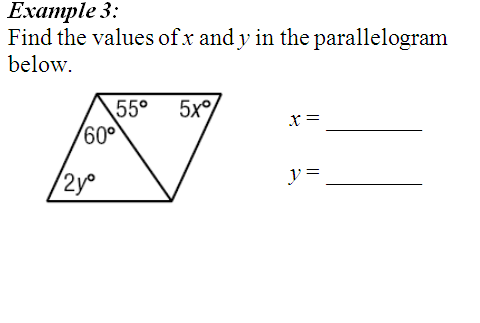 Example 3:
Find the values of x and y in the parallelogram
below.
55° 5x°
60°
2y°
x =
y =